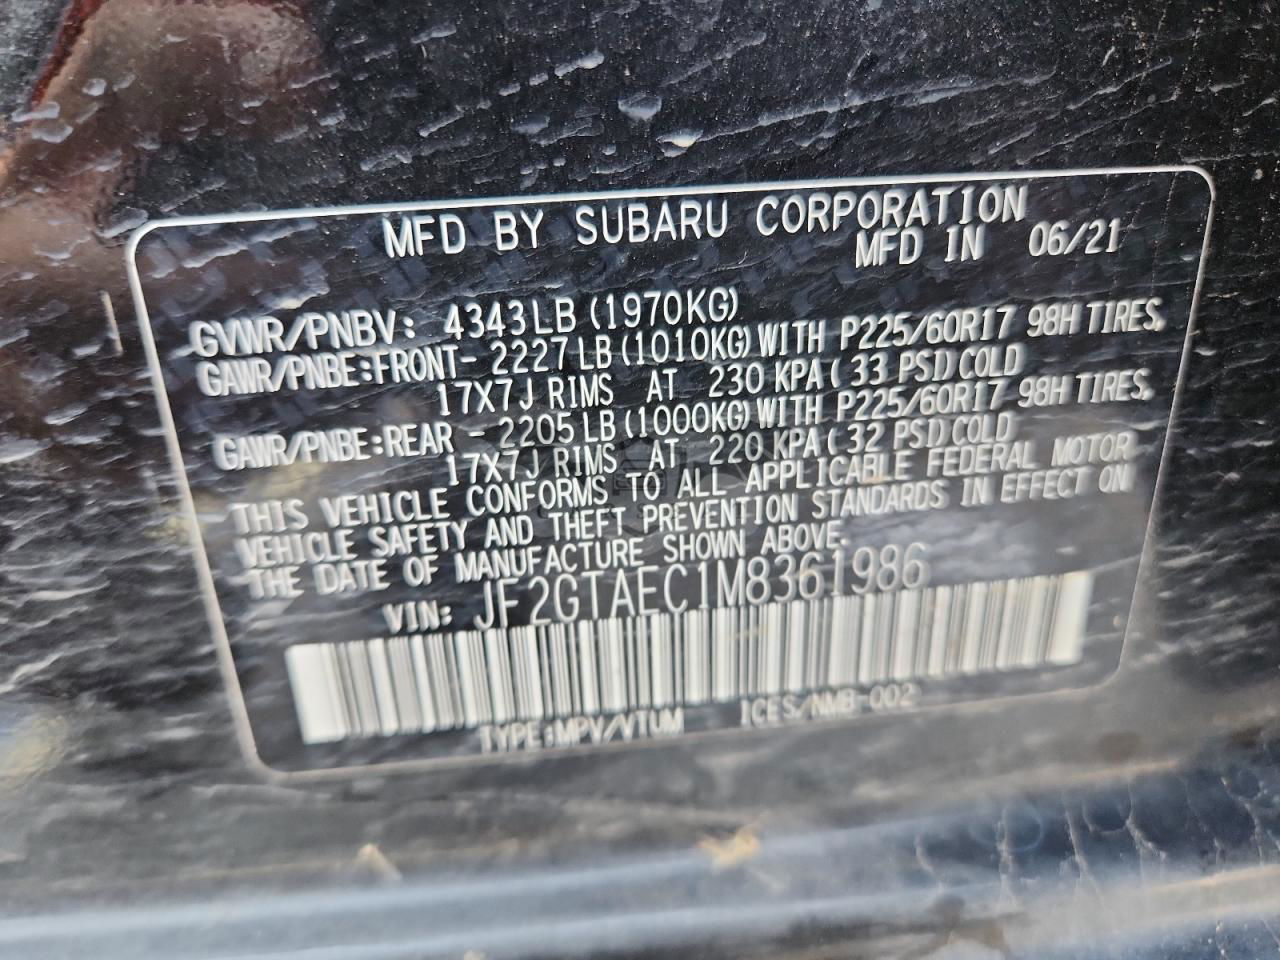 MFD BY SUBARU CORPORATION
MFD IN 06/21
GVWR/PNBV: 4343LB (1970KG)
GAWR/PNBE:FRONT- 2227LB (1010KG) WITH P225/60R17 98H TIRES,
17X7J RIMS AT 230 KPA ( 33 PSI) COLD
GAWR/PNBE:REAR - 2205LB (1000KG) WITH P225/60R17 98H TIRES,
17X7J RIMS AT 220 KPA ( 32 PSI) COLD
THIS VEHICLE CONFORMS TO ALL APPLICABLE FEDERAL MOTOR
VEHICLE SAFETY AND THEFT PREVENTION STANDARDS IN EFFECT ON
THE DATE OF MANUFACTURE SHOWN ABOVE.
VIN: JF2GTAEC1M8361986
TYPE:MPV/VTUM ICES/NMB-002